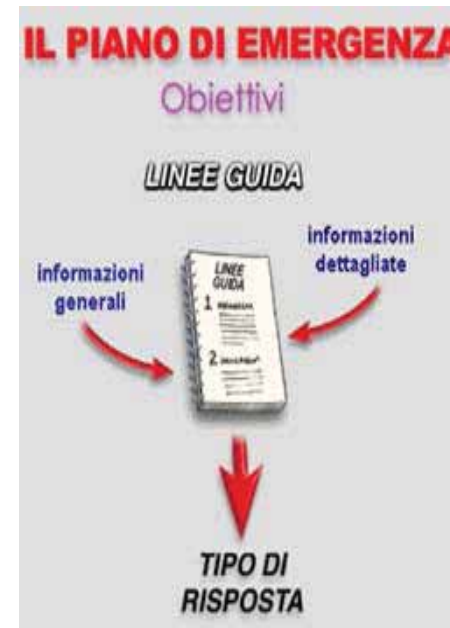 IL PIANO DI EMERGENZA
Obiettivi
LINEE GUIDA
informazioni
generali
informazioni
dettagliate
LINEE
GUIDA
1
2
TIPO DI
RISPOSTA